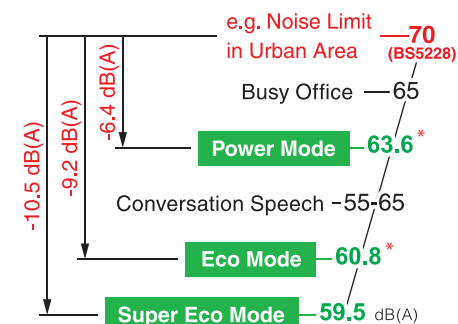 e.g. Noise Limit
in Urban Area
70
(BS5228)
Busy Office
65
Power Mode
63.6 *
Conversation Speech
55-65
Eco Mode
60.8 *
Super Eco Mode
59.5 dB(A)
-10.5 dB(A)
-9.2 dB(A)
-6.4 dB(A)